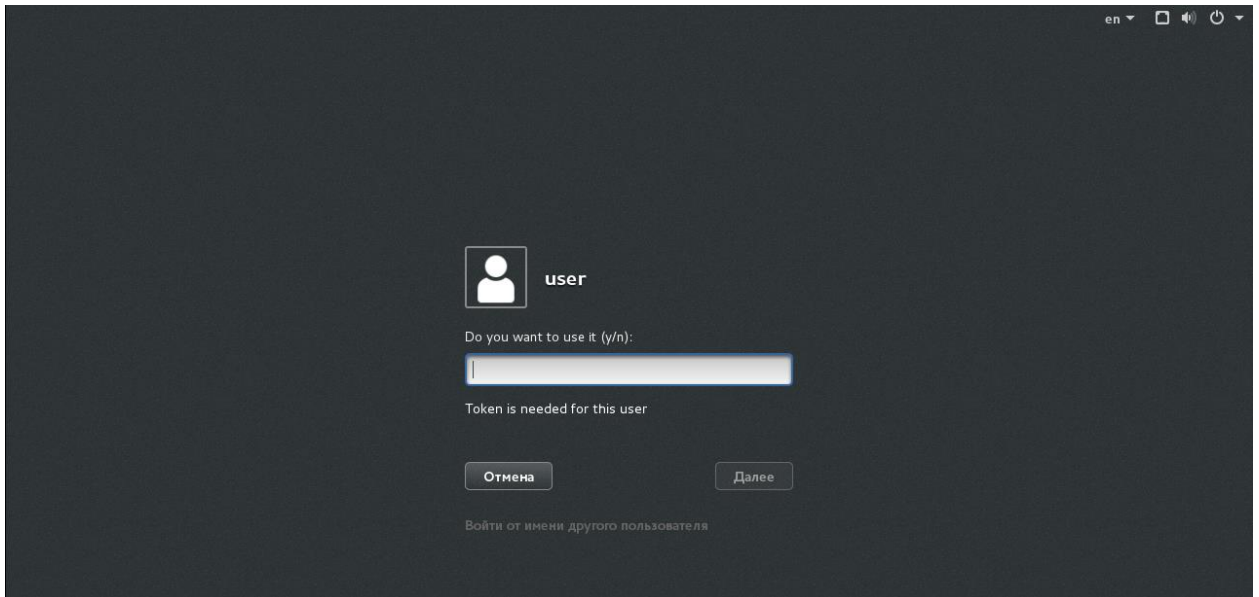 en
user
Do you want to use it (y/n):
Token is needed for this user
Отмена
Далее
Войти от имени другого пользователя